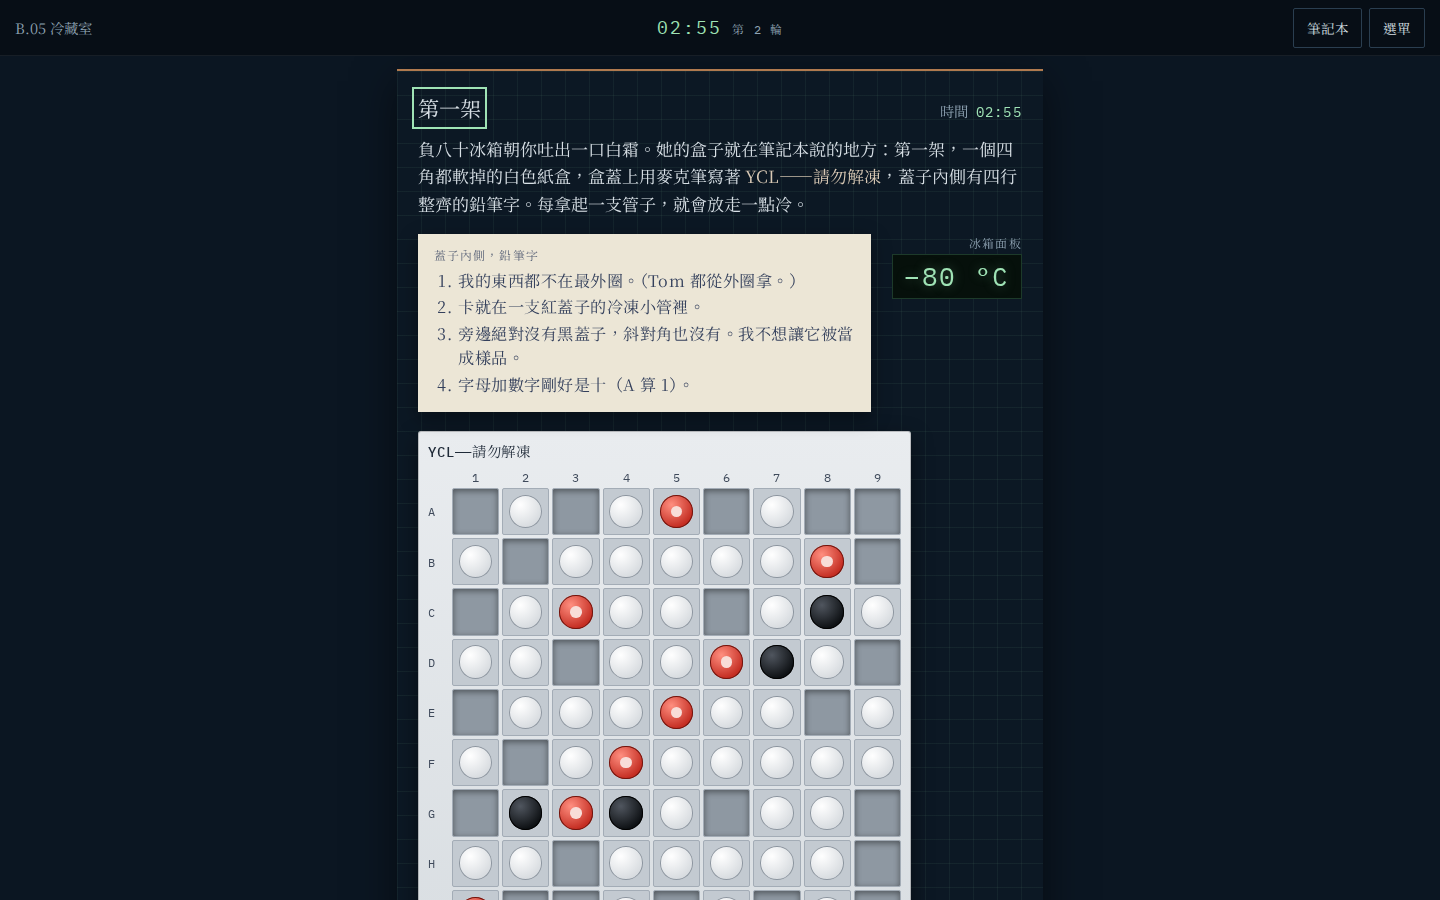 B.05 冷藏室
02:55 第 2 輪
筆記本
選單
第一架
時間 02:55
負八十冰箱朝你吐出一口白霜。她的盒子就在筆記本說的地方：第一架，一個四
角都軟掉的白色紙盒，盒蓋上用麥克筆寫著 YCL——請勿解凍，蓋子內側有四行
整齊的鉛筆字。每拿起一支管子，就會放走一點冷。
蓋子內側，鉛筆字
1. 我的東西都不在最外圈。（Tom 都從外圈拿。）
2. 卡就在一支紅蓋子的冷凍小管裡。
3. 旁邊絕對沒有黑蓋子，斜對角也沒有。我不想讓它被當
成樣品。
4. 字母加數字剛好是十（A 算 1）。
冰箱面板
−80 °C
YCL——請勿解凍
1 2 3 4 5 6 7 8 9
A
B
C
D
E
F
G
H